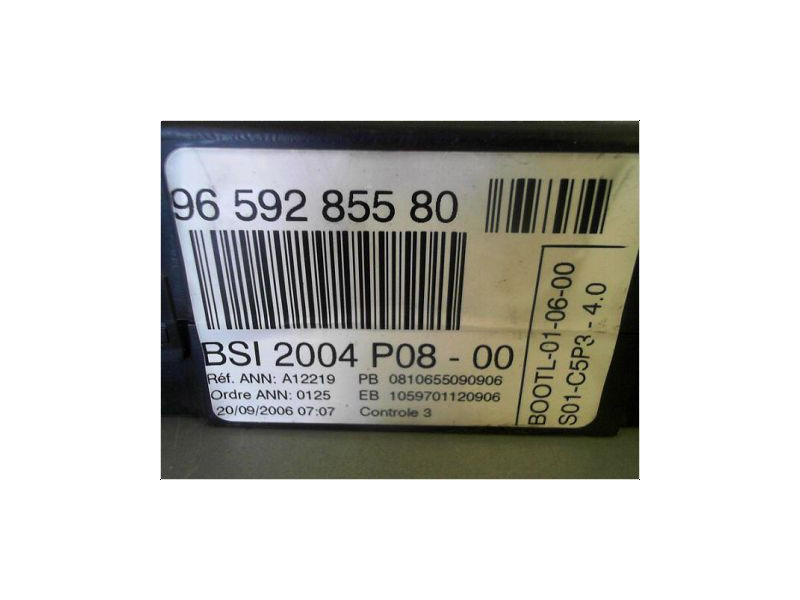 96 592 855 80
BSI 2004 P08 - 00
Réf. ANN: A12219 PB 0810655090906
Ordre ANN: 0125 EB 1059701120906
20/09/2006 07:07 Controle 3
BOOTL-01-06-00
S01-C5P3 - 4.0